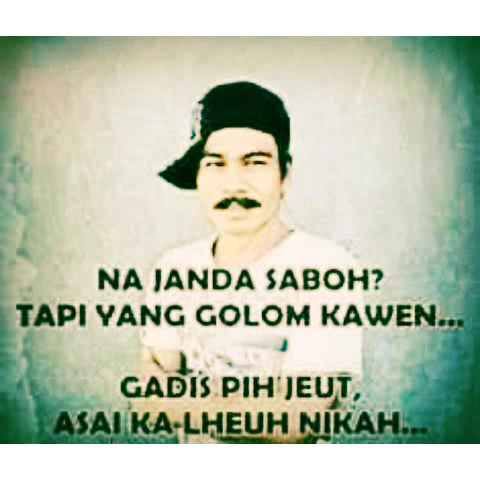 NA JANDA SABOH?
TAPI YANG GOLOM KAWEN...
GADIS PIH JEUT,
ASAI KA-LHEUH NIKAH...